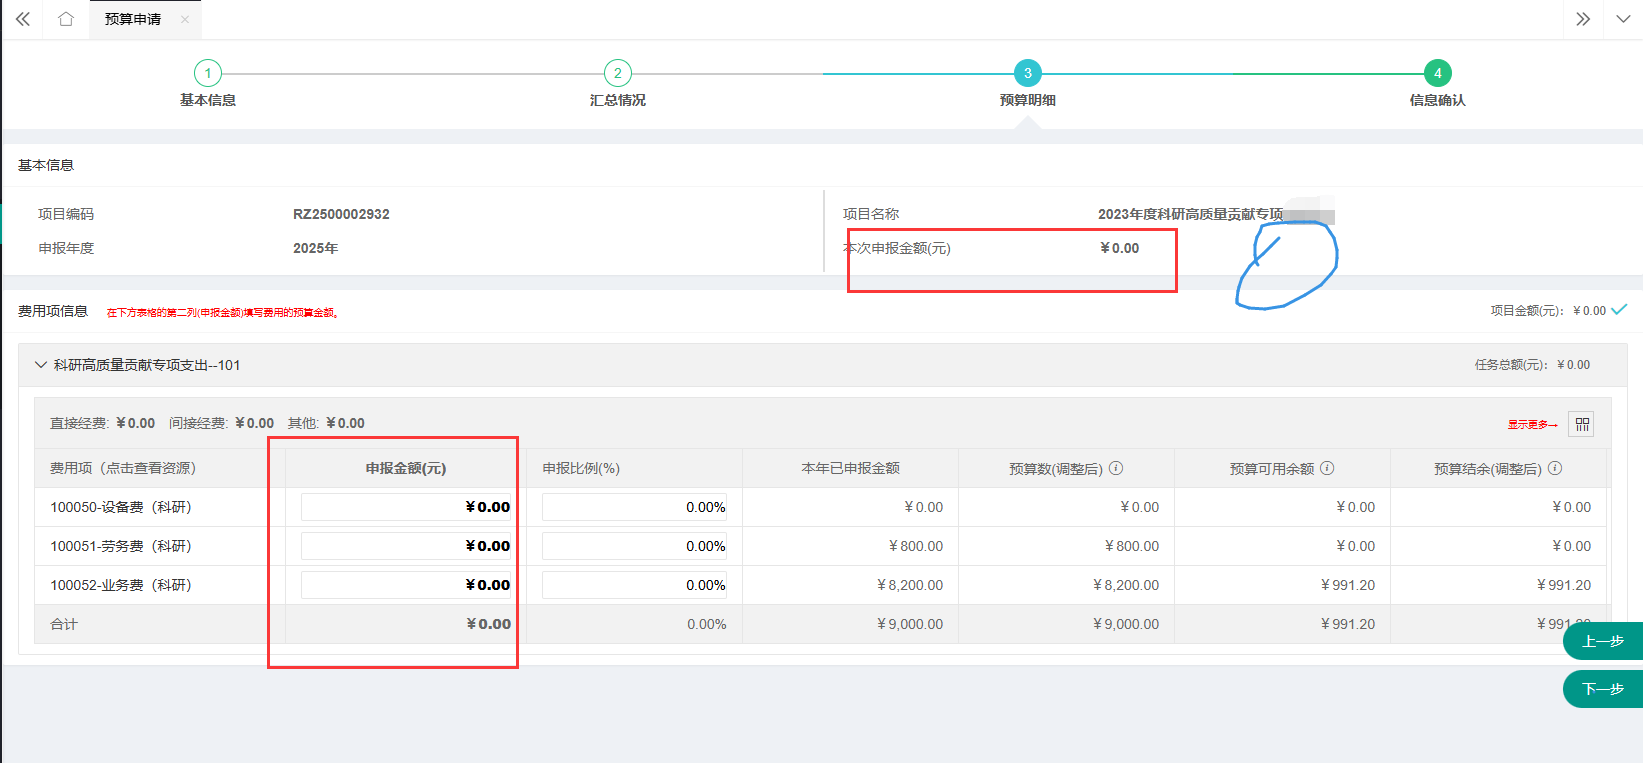 预算申请
1 2 3 4
基本信息 汇总情况 预算明细 信息确认
基本信息
项目编码 RZ2500002932 项目名称 2023年度科研高质量贡献专项
申报年度 2025年 本次申报金额(元) ￥0.00
费用项信息 在下方表格的第二列(申报金额)填写费用的预算金额。 项目金额(元): ￥0.00
科研高质量贡献专项支出--101 任务总额(元): ￥0.00
直接经费: ￥0.00 间接经费: ￥0.00 其他: ￥0.00 显示更多→
费用项（点击查看资源） 申报金额(元) 申报比例(%) 本年已申报金额 预算数(调整后) 预算可用余额 预算结余(调整后)
100050-设备费（科研） ￥0.00 0.00% ￥0.00 ￥0.00 ￥0.00 ￥0.00
100051-劳务费（科研） ￥0.00 0.00% ￥800.00 ￥800.00 ￥0.00 ￥0.00
100052-业务费（科研） ￥0.00 0.00% ￥8,200.00 ￥8,200.00 ￥991.20 ￥991.20
合计 ￥0.00 0.00% ￥9,000.00 ￥9,000.00 ￥991.20 ￥991.20
上一步
下一步